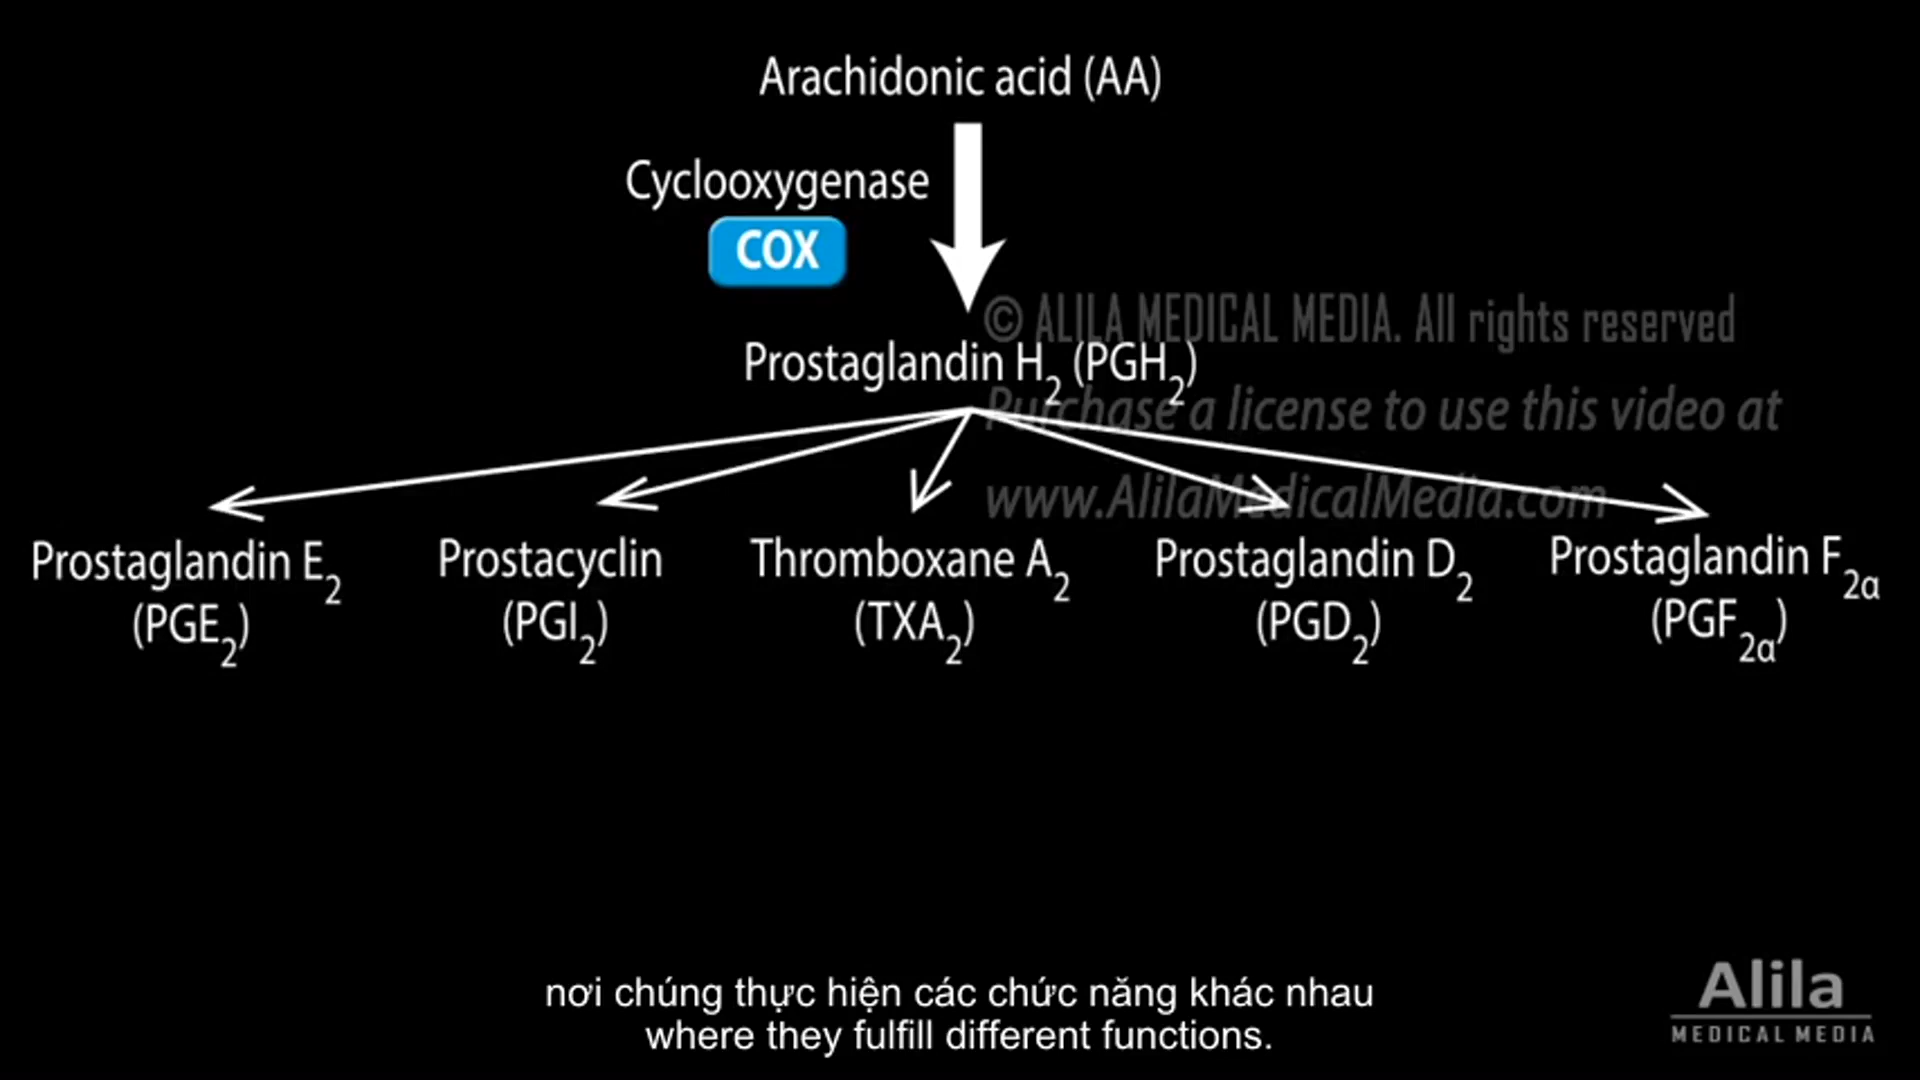 Arachidonic acid (AA)
Cyclooxygenase
COX
© ALILA MEDICAL MEDIA. All rights reserved
Prostaglandin H₂ (PGH₂)
Purchase a license to use this video at
www.AlilaMedicalMedia.com
Prostaglandin E₂
(PGE₂)
Prostacyclin
(PGI₂)
Thromboxane A₂
(TXA₂)
Prostaglandin D₂
(PGD₂)
Prostaglandin F₂α
(PGF₂α)
nơi chúng thực hiện các chức năng khác nhau
where they fulfill different functions.
Alila
MEDICAL MEDIA